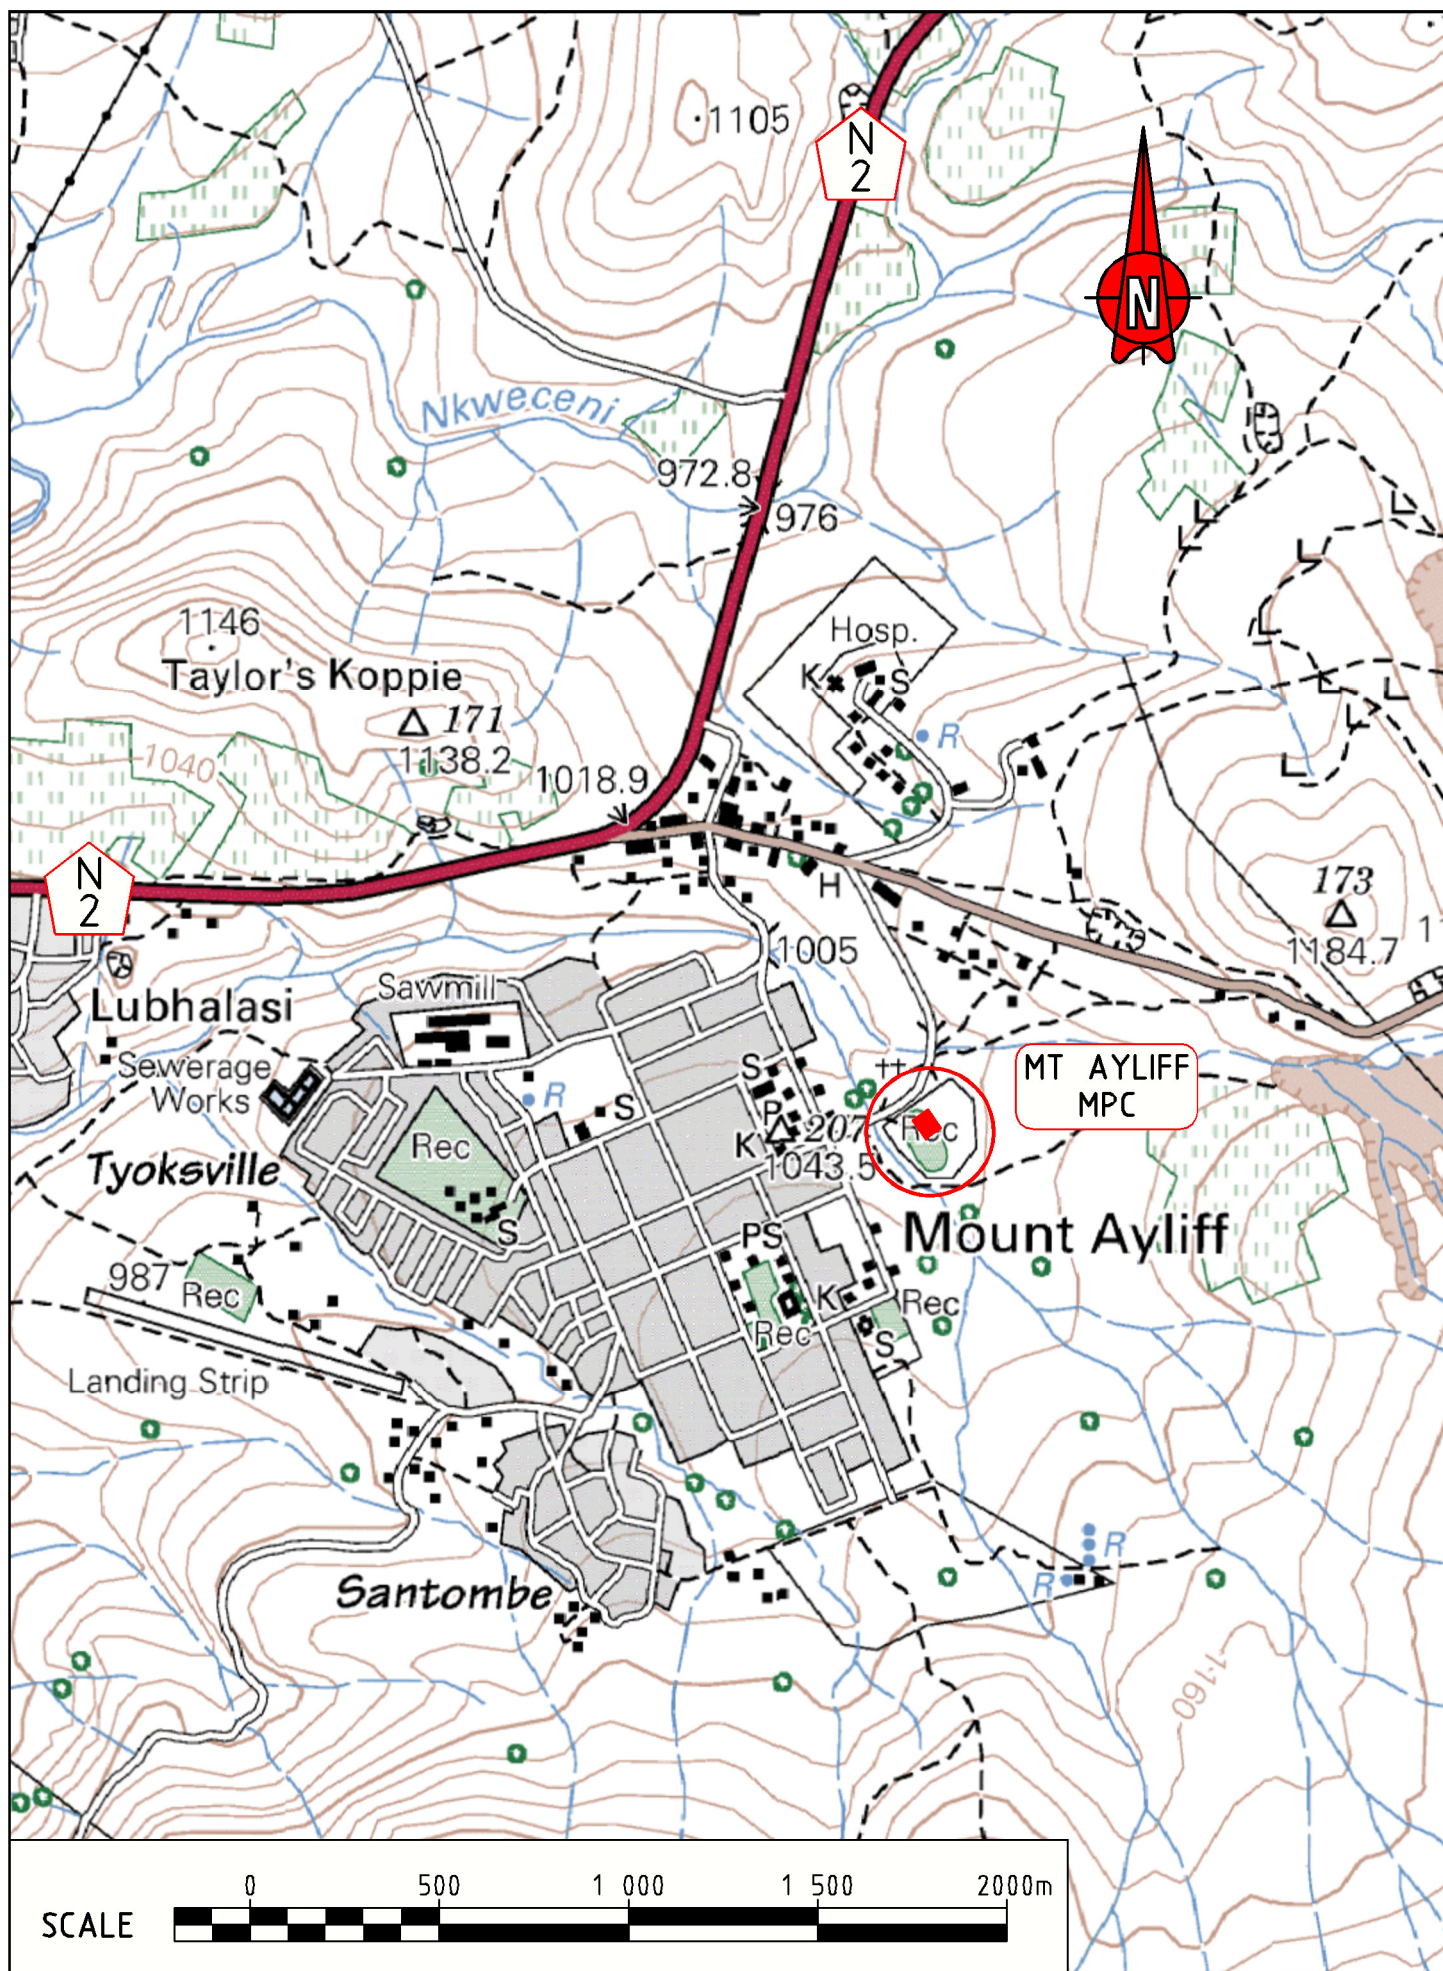 1105
N
2
N
Nkweceni
972.8
976
1146
Hosp.
Taylor's Koppie
K
S
171
R
1040
1138.2
1018.9
N
2
H
173
1184.7
11
1005
Sawmill
Lubhalasi
Sewerage
Works
S
++
MT AYLIFF
MPC
R
S
P
207
Rec
Rec
K
1043.5
Tyoksville
S
Mount Ayliff
PS
987
Rec
K
Rec
Rec
S
Landing Strip
R
R
Santombe
1160
0 500 1 000 1 500 2000m
SCALE